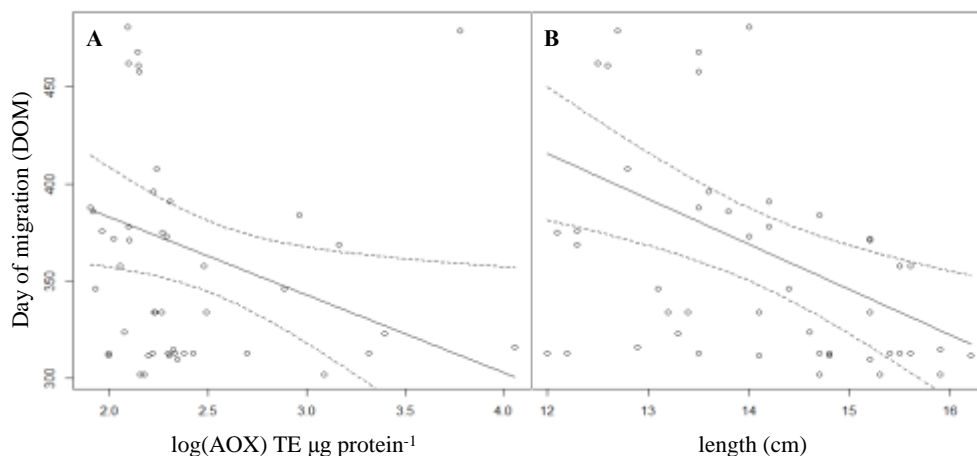 A
B
Day of migration (DOM)
450
400
350
300
2.0 2.5 3.0 3.5 4.0
12 13 14 15 16
log(AOX) TE µg protein⁻¹
length (cm)